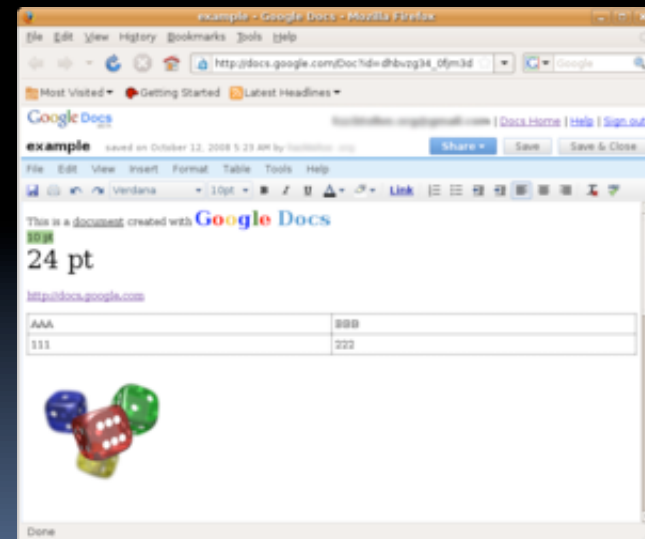 example - Google Docs - Mozilla Firefox
File Edit View History Bookmarks Tools Help
http://docs.google.com/Doc?id=dhbvzg34_0fjm3d Google
Most Visited Getting Started Latest Headlines
Google Docs Docs Home | Help | Sign out
example saved on October 12, 2008 5:23 AM by Share Save Save & Close
File Edit View Insert Format Table Tools Help
Verdana 10pt B I U A Link
This is a document created with Google Docs
10 pt
24 pt
http://docs.google.com
AAA BBB
111 222
Done